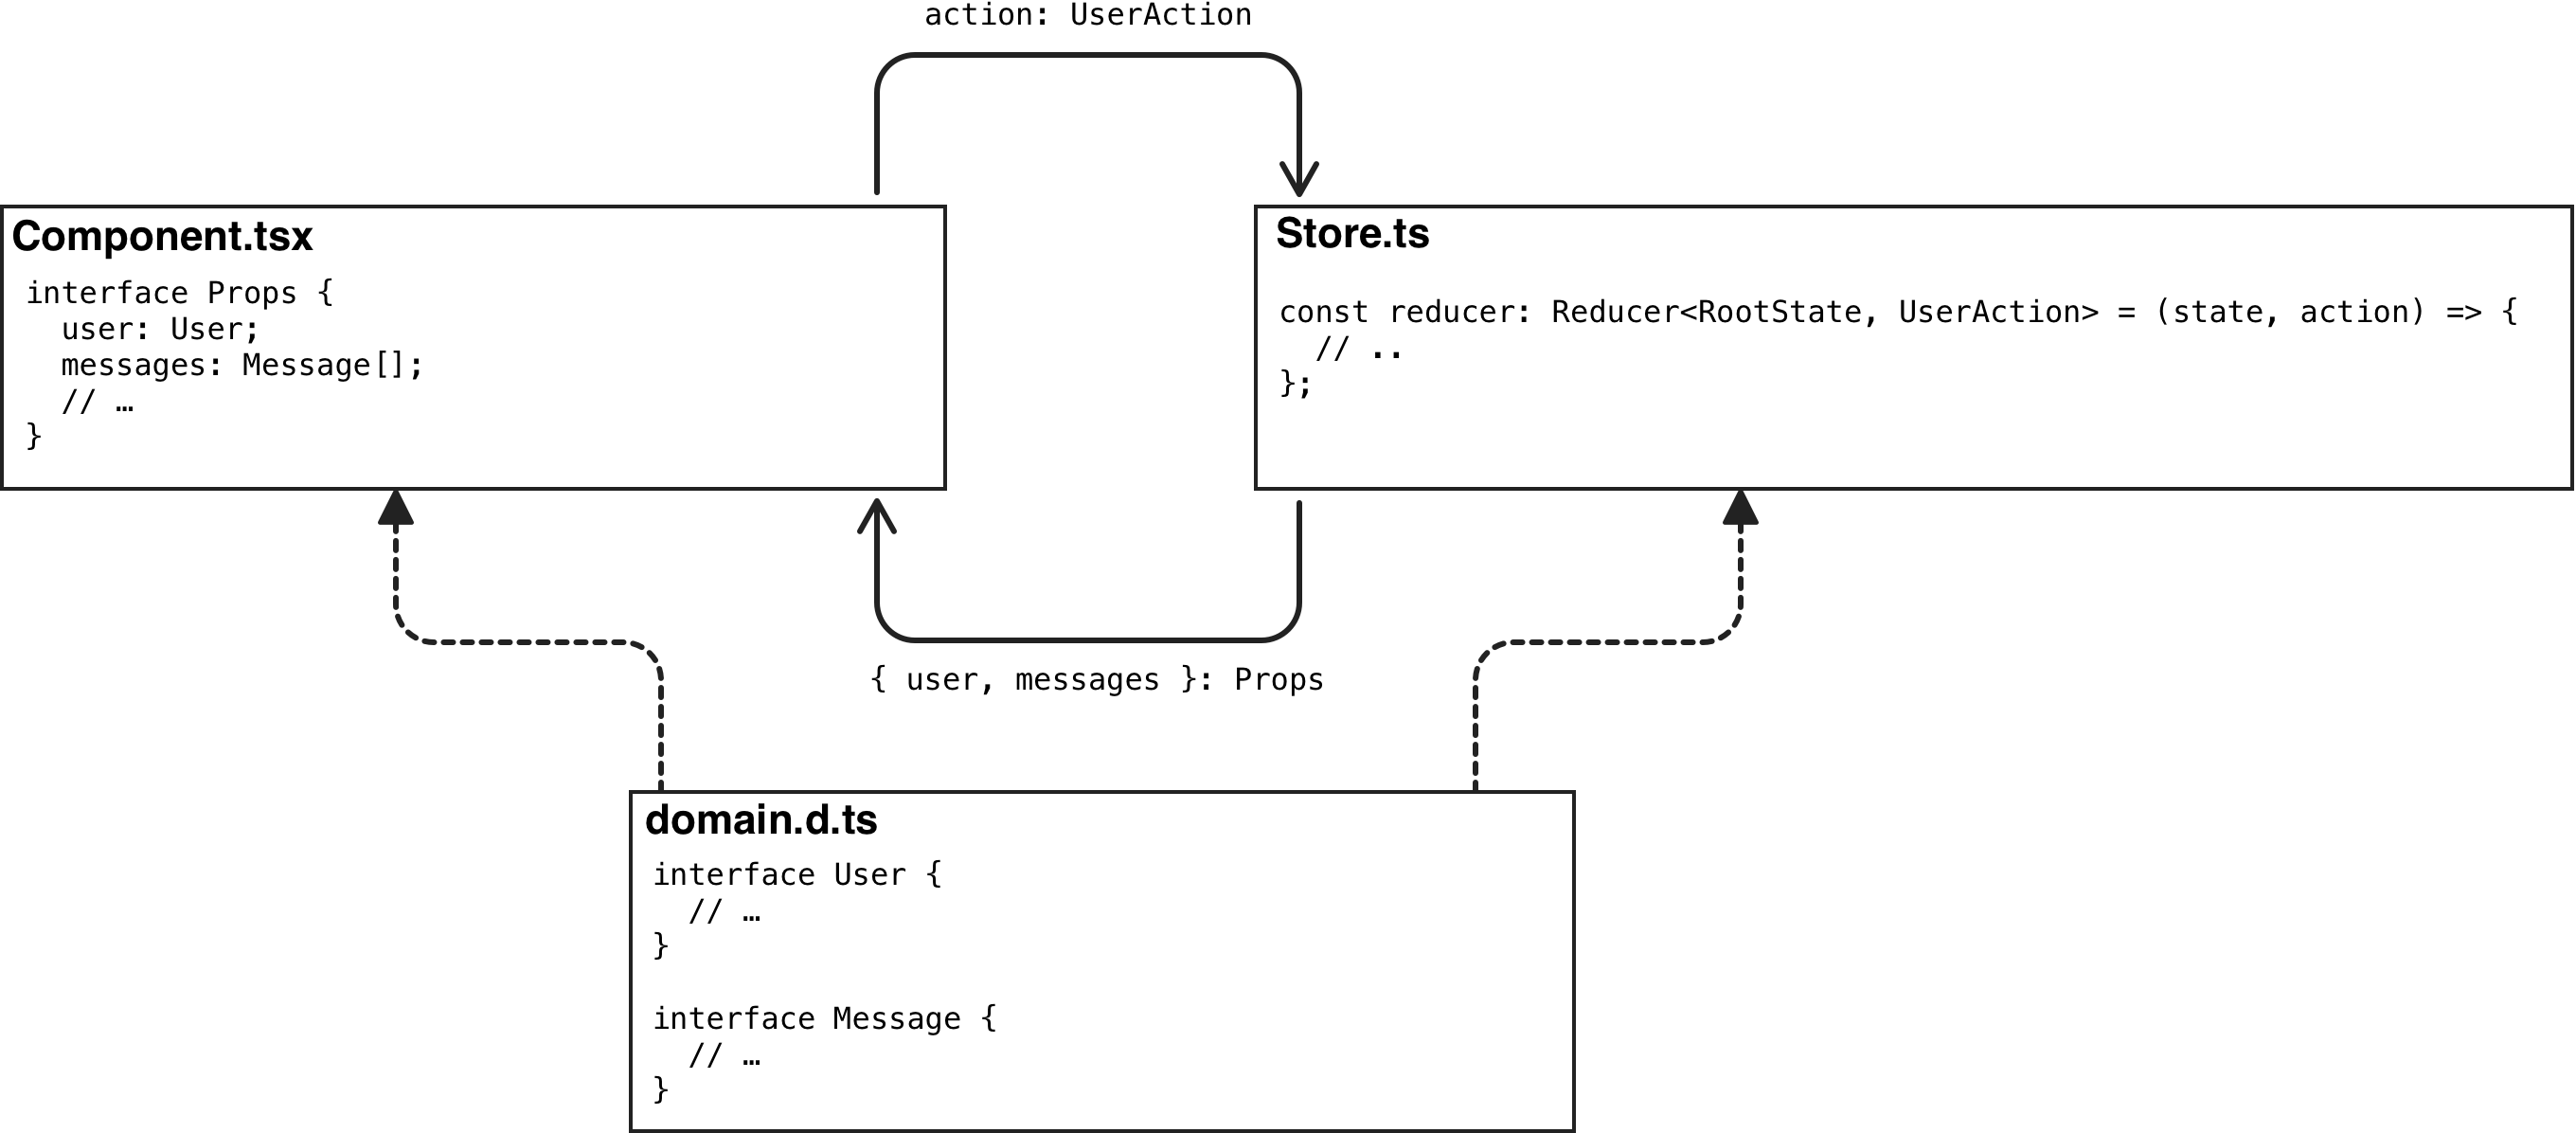 action: UserAction
Component.tsx
interface Props {
  user: User;
  messages: Message[];
  // …
}
Store.ts
const reducer: Reducer<RootState, UserAction> = (state, action) => {
  // ..
};
{ user, messages }: Props
domain.d.ts
interface User {
  // …
}
interface Message {
  // …
}